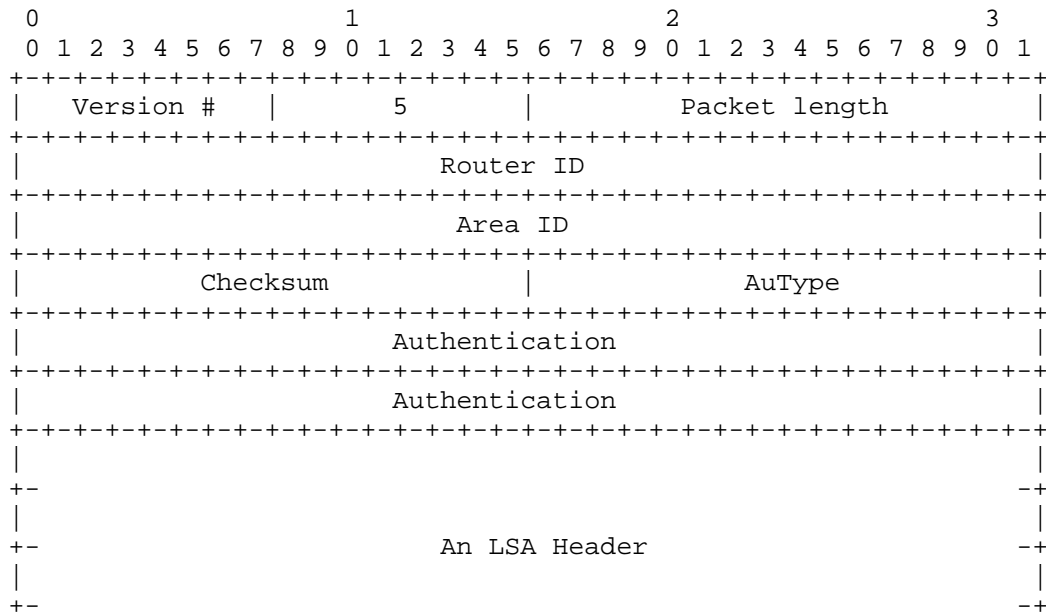 0                   1                   2                   3
 0 1 2 3 4 5 6 7 8 9 0 1 2 3 4 5 6 7 8 9 0 1 2 3 4 5 6 7 8 9 0 1
+-+-+-+-+-+-+-+-+-+-+-+-+-+-+-+-+-+-+-+-+-+-+-+-+-+-+-+-+-+-+-+-+
|   Version #   |       5       |         Packet length         |
+-+-+-+-+-+-+-+-+-+-+-+-+-+-+-+-+-+-+-+-+-+-+-+-+-+-+-+-+-+-+-+-+
|                          Router ID                            |
+-+-+-+-+-+-+-+-+-+-+-+-+-+-+-+-+-+-+-+-+-+-+-+-+-+-+-+-+-+-+-+-+
|                           Area ID                             |
+-+-+-+-+-+-+-+-+-+-+-+-+-+-+-+-+-+-+-+-+-+-+-+-+-+-+-+-+-+-+-+-+
|           Checksum            |             AuType            |
+-+-+-+-+-+-+-+-+-+-+-+-+-+-+-+-+-+-+-+-+-+-+-+-+-+-+-+-+-+-+-+-+
|                       Authentication                          |
+-+-+-+-+-+-+-+-+-+-+-+-+-+-+-+-+-+-+-+-+-+-+-+-+-+-+-+-+-+-+-+-+
|                       Authentication                          |
+-+-+-+-+-+-+-+-+-+-+-+-+-+-+-+-+-+-+-+-+-+-+-+-+-+-+-+-+-+-+-+-+
|                                                               |
+-                                                             -+
|                                                               |
+-                         An LSA Header                       -+
|                                                               |
+-                                                             -+